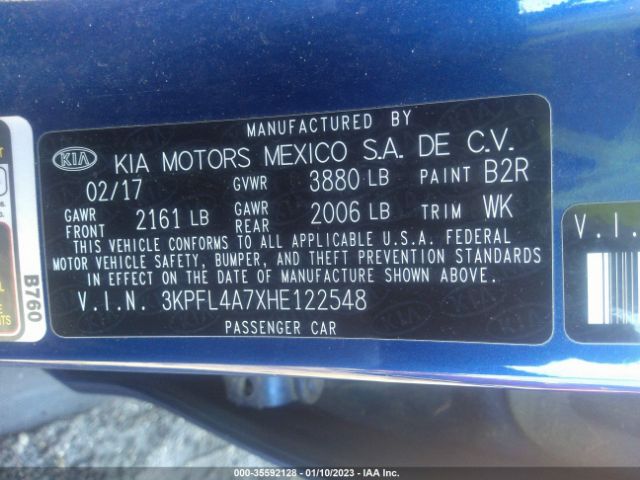 MANUFACTURED BY
KIA KIA MOTORS MEXICO S.A. DE C.V.
02/17 GVWR 3880 LB PAINT B2R
GAWR FRONT 2161 LB GAWR REAR 2006 LB TRIM WK
THIS VEHICLE CONFORMS TO ALL APPLICABLE U.S.A. FEDERAL
MOTOR VEHICLE SAFETY, BUMPER, AND THEFT PREVENTION STANDARDS
IN EFFECT ON THE DATE OF MANUFACTURE SHOWN ABOVE.
V.I.N. 3KPFL4A7XHE122548
PASSENGER CAR
B760
V.I.
000-35592128 - 01/10/2023 - IAA Inc.